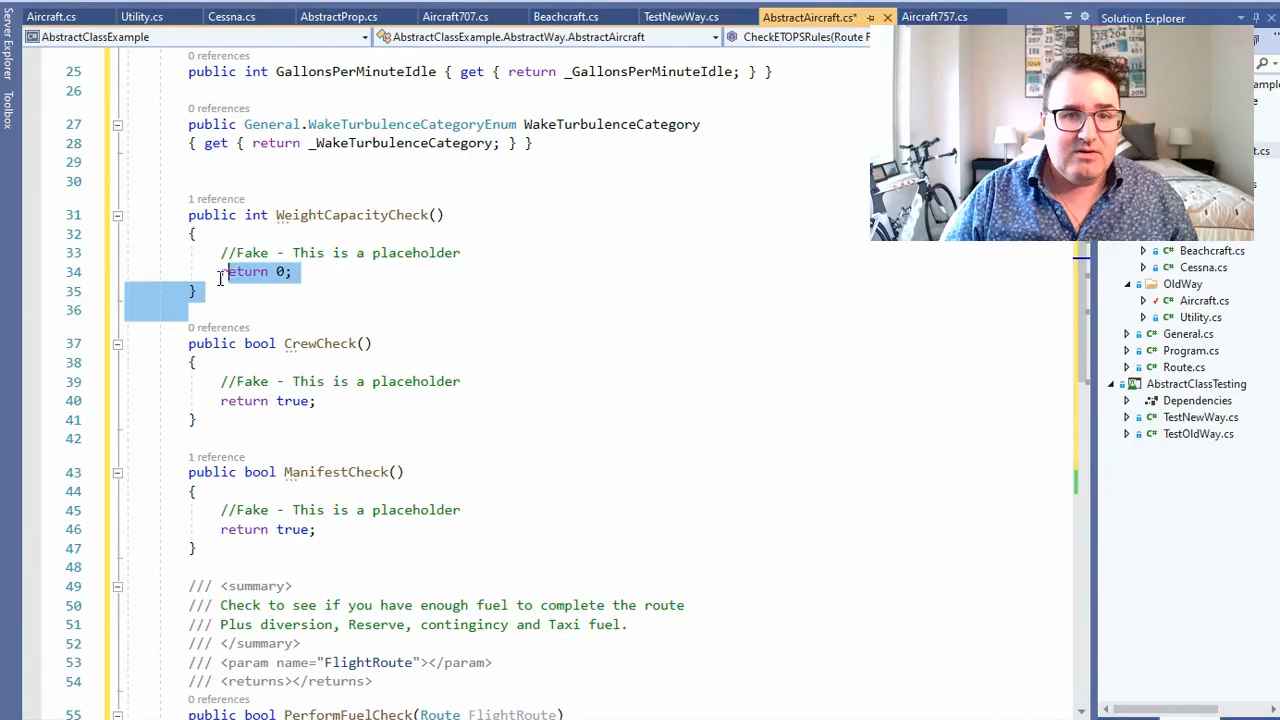 Aircraft.cs
Utility.cs
Cessna.cs
AbstractProp.cs
Aircraft707.cs
Beachcraft.cs
TestNewWay.cs
AbstractAircraft.cs*
Aircraft757.cs
Solution Explorer
Server Explorer
Toolbox
AbstractClassExample
AbstractClassExample.AbstractWay.AbstractAircraft
CheckETOPSRules(Route F
0 references
25 public int GallonsPerMinuteIdle { get { return _GallonsPerMinuteIdle; } }
26
0 references
27 public General.WakeTurbulenceCategoryEnum WakeTurbulenceCategory
28 { get { return _WakeTurbulenceCategory; } }
29
30
1 reference
31 public int WeightCapacityCheck()
32 {
33 //Fake - This is a placeholder
34 return 0;
35 }
36
0 references
37 public bool CrewCheck()
38 {
39 //Fake - This is a placeholder
40 return true;
41 }
42
1 reference
43 public bool ManifestCheck()
44 {
45 //Fake - This is a placeholder
46 return true;
47 }
48
49 /// <summary>
50 /// Check to see if you have enough fuel to complete the route
51 /// Plus diversion, Reserve, contingency and Taxi fuel.
52 /// </summary>
53 /// <param name="FlightRoute"></param>
54 /// <returns></returns>
0 references
55 public bool PerformFuelCheck(Route FlightRoute)
example
e
ft.cs
s
Beachcraft.cs
Cessna.cs
OldWay
Aircraft.cs
Utility.cs
General.cs
Program.cs
Route.cs
AbstractClassTesting
Dependencies
TestNewWay.cs
TestOldWay.cs